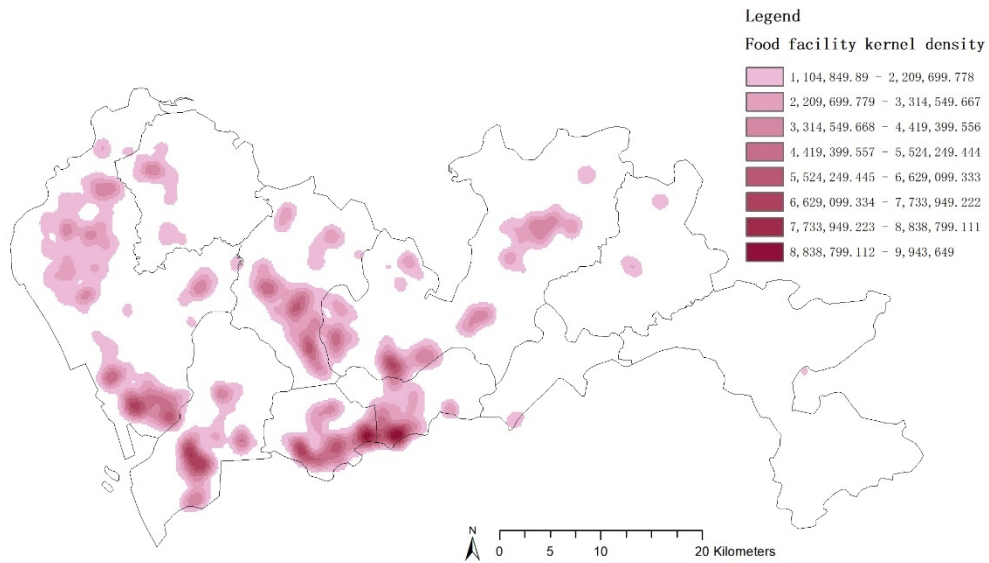 Legend
Food facility kernel density
1,104,849.89 - 2,209,699.778
2,209,699.779 - 3,314,549.667
3,314,549.668 - 4,419,399.556
4,419,399.557 - 5,524,249.444
5,524,249.445 - 6,629,099.333
6,629,099.334 - 7,733,949.222
7,733,949.223 - 8,838,799.111
8,838,799.112 - 9,943,649
N
0 5 10 20 Kilometers